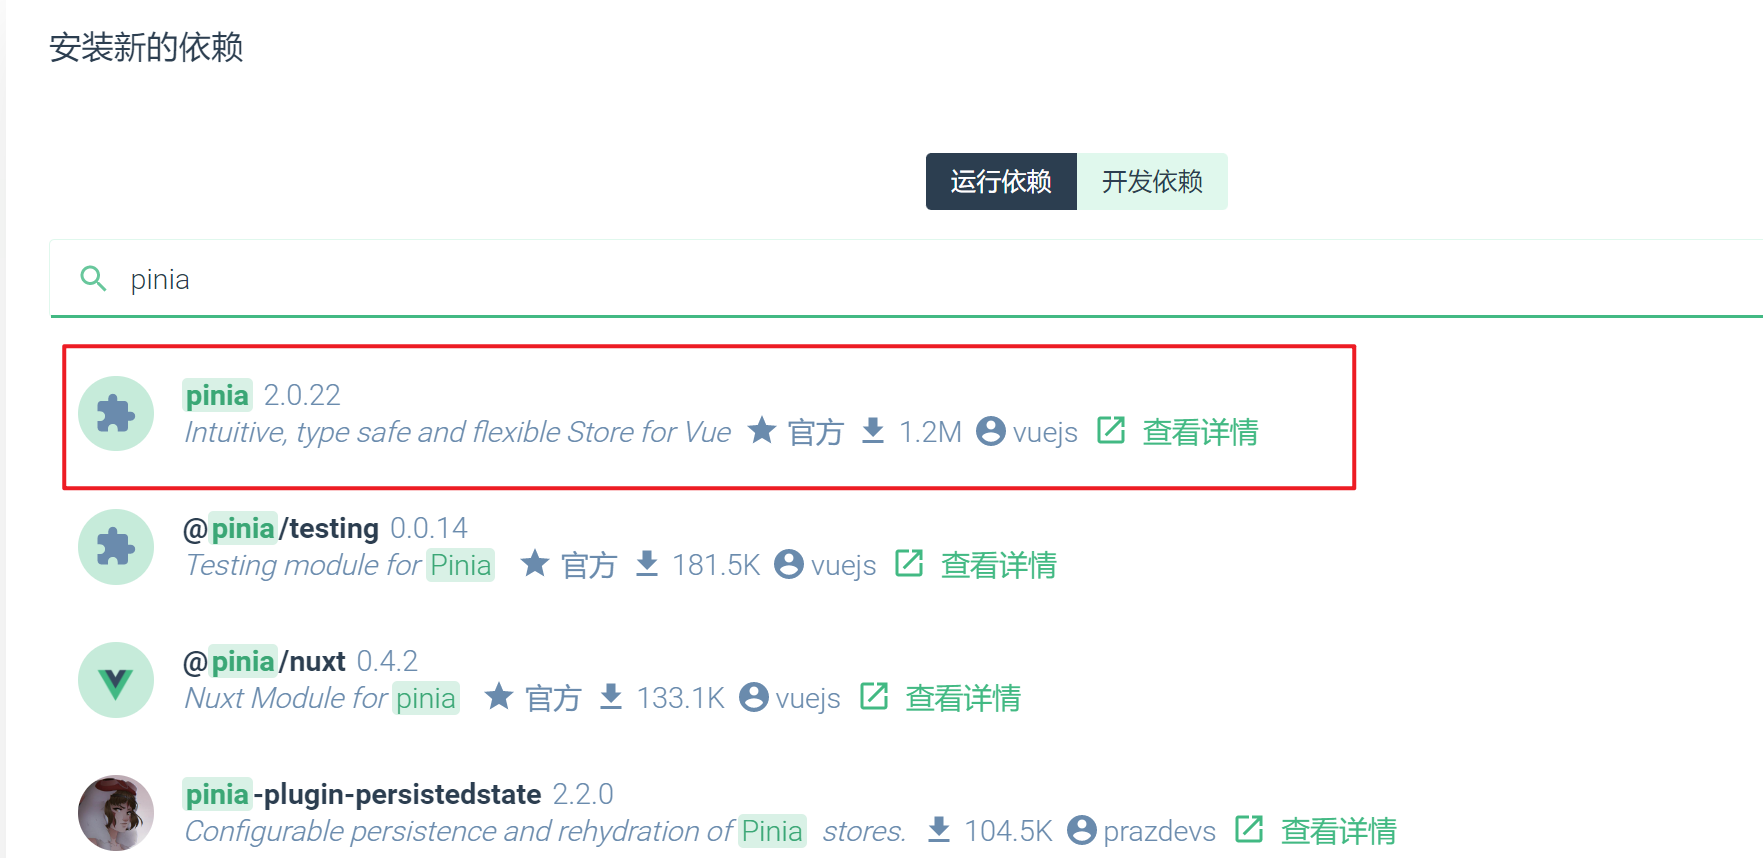 安装新的依赖
运行依赖 开发依赖
pinia
pinia 2.0.22
Intuitive, type safe and flexible Store for Vue 官方 1.2M vuejs 查看详情
@pinia/testing 0.0.14
Testing module for Pinia 官方 181.5K vuejs 查看详情
@pinia/nuxt 0.4.2
Nuxt Module for pinia 官方 133.1K vuejs 查看详情
pinia-plugin-persistedstate 2.2.0
Configurable persistence and rehydration of Pinia stores. 104.5K prazdevs 查看详情